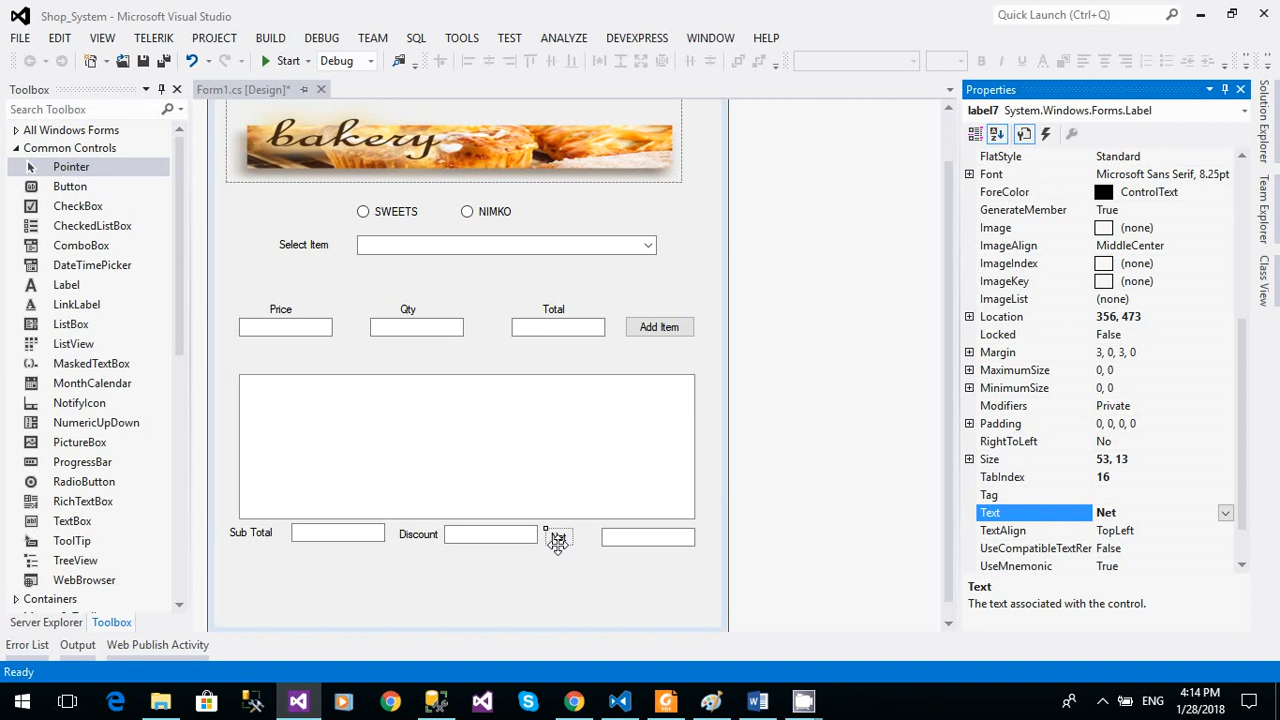 Shop_System - Microsoft Visual Studio
Quick Launch (Ctrl+Q)
FILE EDIT VIEW TELERIK PROJECT BUILD DEBUG TEAM SQL TOOLS TEST ANALYZE DEVEXPRESS WINDOW HELP
Start Debug
Toolbox
Form1.cs [Design]*
Properties
Search Toolbox
label7 System.Windows.Forms.Label
All Windows Forms
Common Controls
Pointer
Button
CheckBox
CheckedListBox
ComboBox
DateTimePicker
Label
LinkLabel
ListBox
ListView
MaskedTextBox
MonthCalendar
NotifyIcon
NumericUpDown
PictureBox
ProgressBar
RadioButton
RichTextBox
TextBox
ToolTip
TreeView
WebBrowser
Containers
Server Explorer Toolbox
bakery
SWEETS NIMKO
Select Item
Price Qty Total
Add Item
Sub Total Discount
FlatStyle Standard
Font Microsoft Sans Serif, 8.25pt
ForeColor ControlText
GenerateMember True
Image (none)
ImageAlign MiddleCenter
ImageIndex (none)
ImageKey (none)
ImageList (none)
Location 356, 473
Locked False
Margin 3, 0, 3, 0
MaximumSize 0, 0
MinimumSize 0, 0
Modifiers Private
Padding 0, 0, 0, 0
RightToLeft No
Size 53, 13
TabIndex 16
Tag
Text Net
TextAlign TopLeft
UseCompatibleTextRer False
UseMnemonic True
Text
The text associated with the control.
Solution Explorer
Team Explorer
Class View
Error List Output Web Publish Activity
Ready
ENG
4:14 PM
1/28/2018